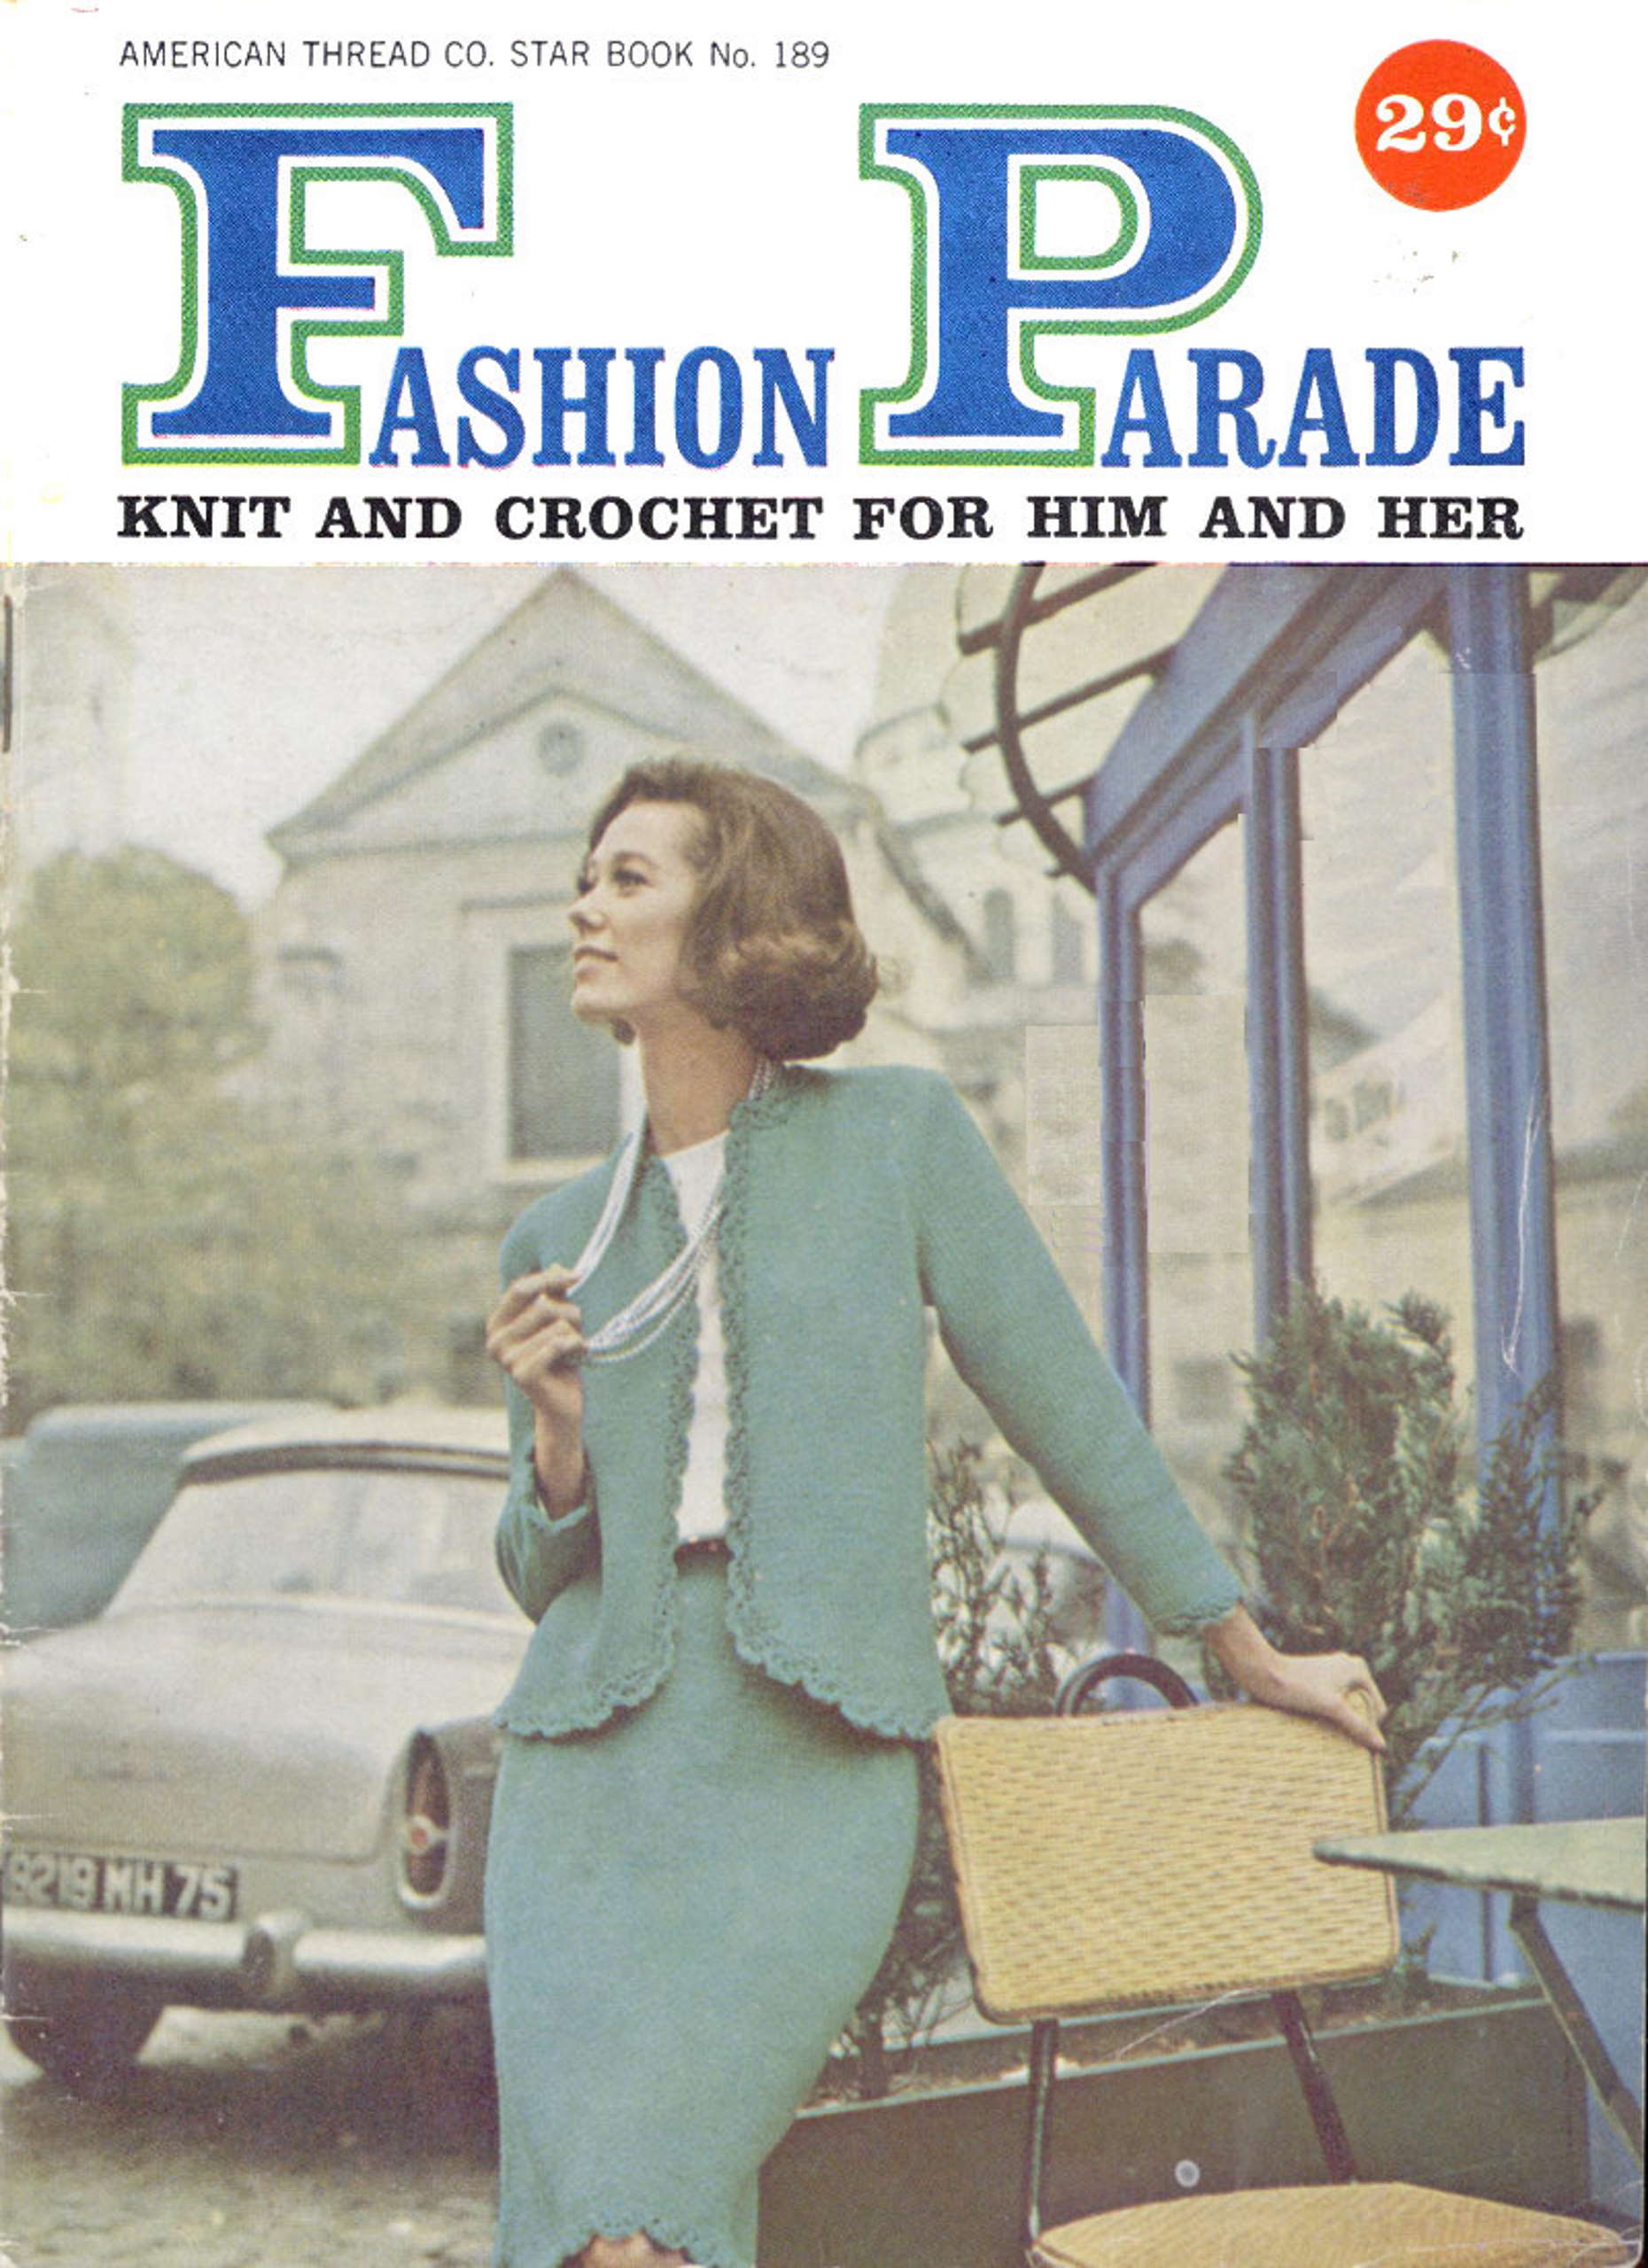 AMERICAN THREAD CO. STAR BOOK No. 189
29¢
FASHION PARADE
KNIT AND CROCHET FOR HIM AND HER
9219 MH 75